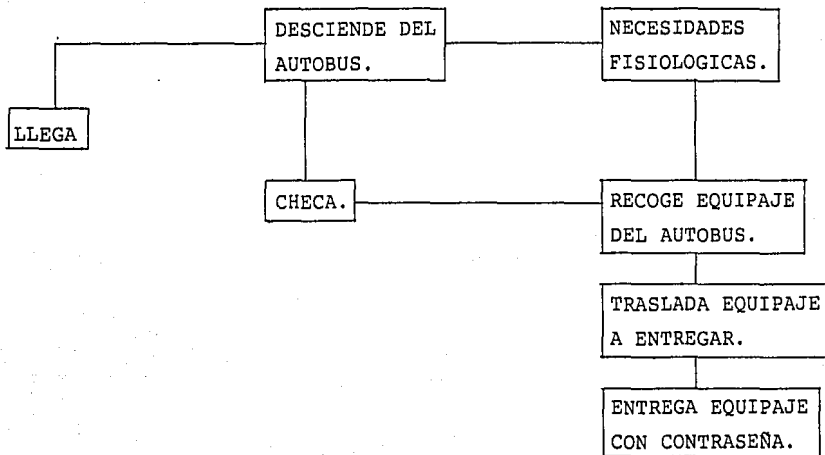 DESCIENDE DEL
AUTOBUS.
NECESIDADES
FISIOLOGICAS.
LLEGA
CHECA.
RECOGE EQUIPAJE
DEL AUTOBUS.
TRASLADA EQUIPAJE
A ENTREGAR.
ENTREGA EQUIPAJE
CON CONTRASEÑA.